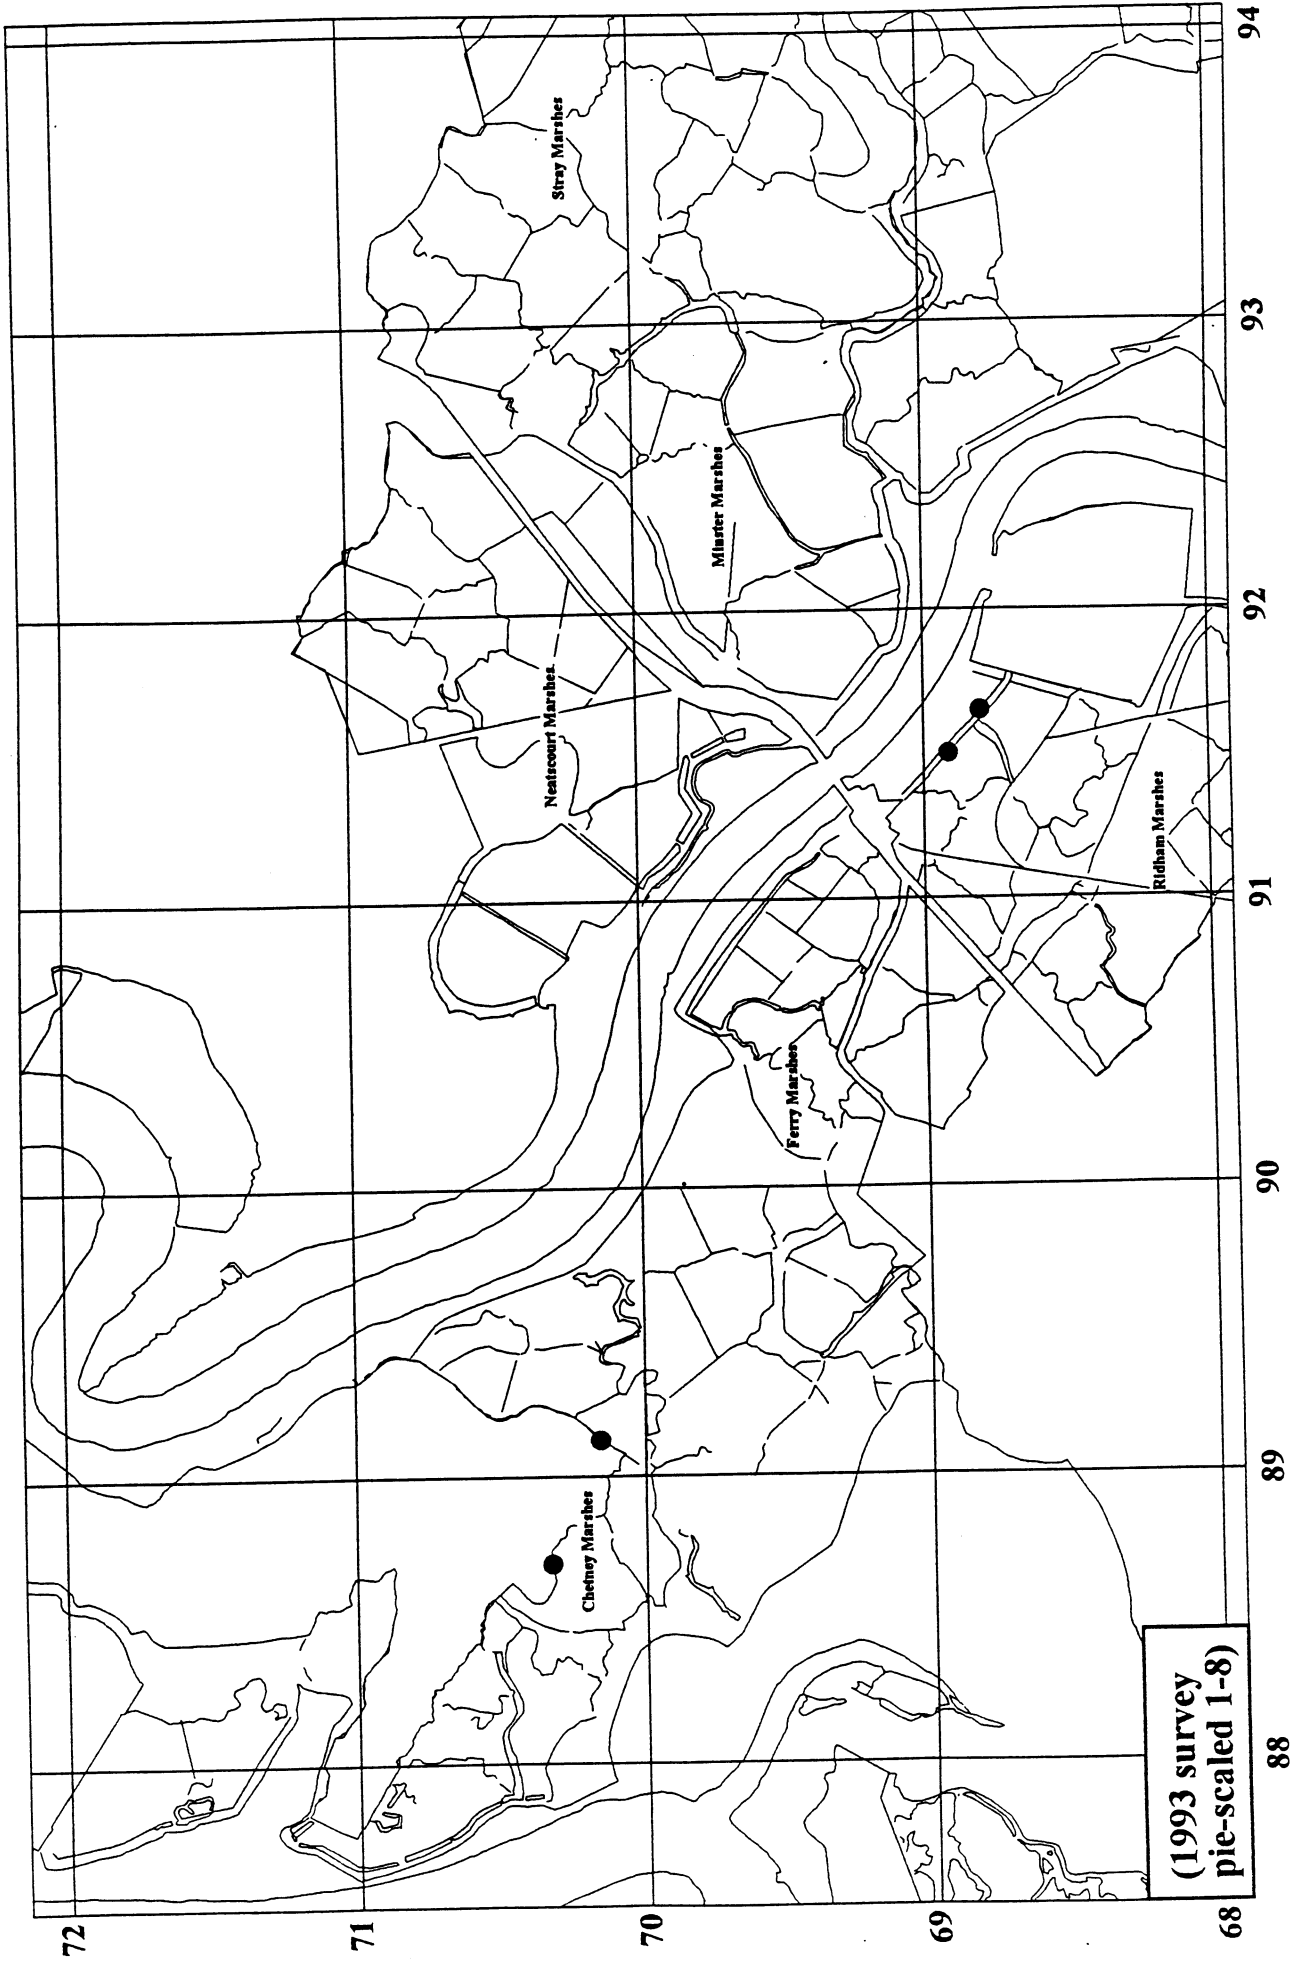 Stray Marshes
Minster Marshes
Neatscourt Marshes
Ridham Marshes
Ferry Marshes
Chetney Marshes
72
71
70
69
68
88
89
90
91
92
93
94
(1993 survey
pie-scaled 1-8)